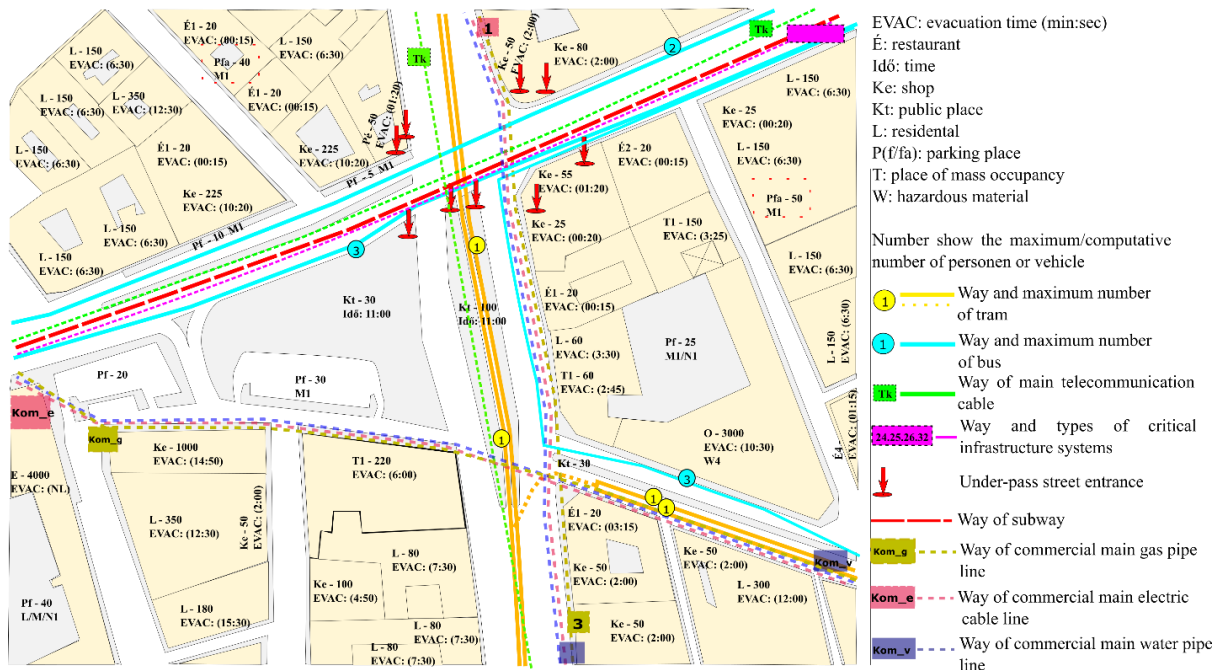 L - 150
EVAC: (6:30)
L - 150
EVAC: (6:30)
L - 350
EVAC: (12:30)
L - 150
EVAC: (6:30)
É1 - 20
EVAC: (00:15)
Ke - 225
EVAC: (10:20)
L - 150
EVAC: (6:30)
L - 150
EVAC: (6:30)
É1 - 20
EVAC: (00:15)
Pfa - 40
M1
L - 150
EVAC: (6:30)
É1 - 20
EVAC: (00:15)
Ke - 225
EVAC: (10:20)
Pé - 50
EVAC: (01:20)
Pf - 5 M1
Pf - 10 M1
Tk
1
Ke - 50
EVAC: (2:00)
Ke - 80
EVAC: (2:00)
2
Tk
L - 150
EVAC: (6:30)
Ke - 25
EVAC: (00:20)
L - 150
EVAC: (6:30)
Pfa - 50
M1
É2 - 20
EVAC: (00:15)
Ke - 55
EVAC: (01:20)
Ke - 25
EVAC: (00:20)
T1 - 150
EVAC: (3:25)
L - 150
EVAC: (6:30)
3
1
Kt - 30
Idő: 11:00
Kt - 100
Idő: 11:00
É1 - 20
EVAC: (00:15)
L - 60
EVAC: (3:30)
T1 - 60
EVAC: (2:45)
Pf - 25
M1/N1
L - 150
EVAC: (6:30)
Pf - 20
Pf - 30
M1
Kom_e
Kom_g
1
O - 3000
EVAC: (10:30)
W4
É4
EVAC: (01:15)
Ke - 1000
EVAC: (14:50)
T1 - 220
EVAC: (6:00)
Kt - 30
3
E - 4000
EVAC: (NL)
1
1
L - 350
EVAC: (12:30)
Ke - 50
EVAC: (2:00)
É1 - 20
EVAC: (03:15)
L - 80
EVAC: (7:30)
Ke - 50
EVAC: (2:00)
Kom_v
Ke - 50
EVAC: (2:00)
L - 300
EVAC: (12:00)
Pf - 40
L/M/N1
Ke - 100
EVAC: (4:50)
L - 180
EVAC: (15:30)
L - 80
EVAC: (7:30)
3
Ke - 50
EVAC: (2:00)
L - 80
EVAC: (7:30)
EVAC: evacuation time (min:sec)
É: restaurant
Idő: time
Ke: shop
Kt: public place
L: residental
P(f/fa): parking place
T: place of mass occupancy
W: hazardous material
Number show the maximum/computative
number of personen or vehicle
1 Way and maximum number
of tram
1 Way and maximum number
of bus
Tk Way of main telecommunication
cable
24.25.26.32 Way and types of critical
infrastructure systems
Under-pass street entrance
Way of subway
Kom_g Way of commercial main gas pipe
line
Kom_e Way of commercial main electric
cable line
Kom_v Way of commercial main water pipe
line